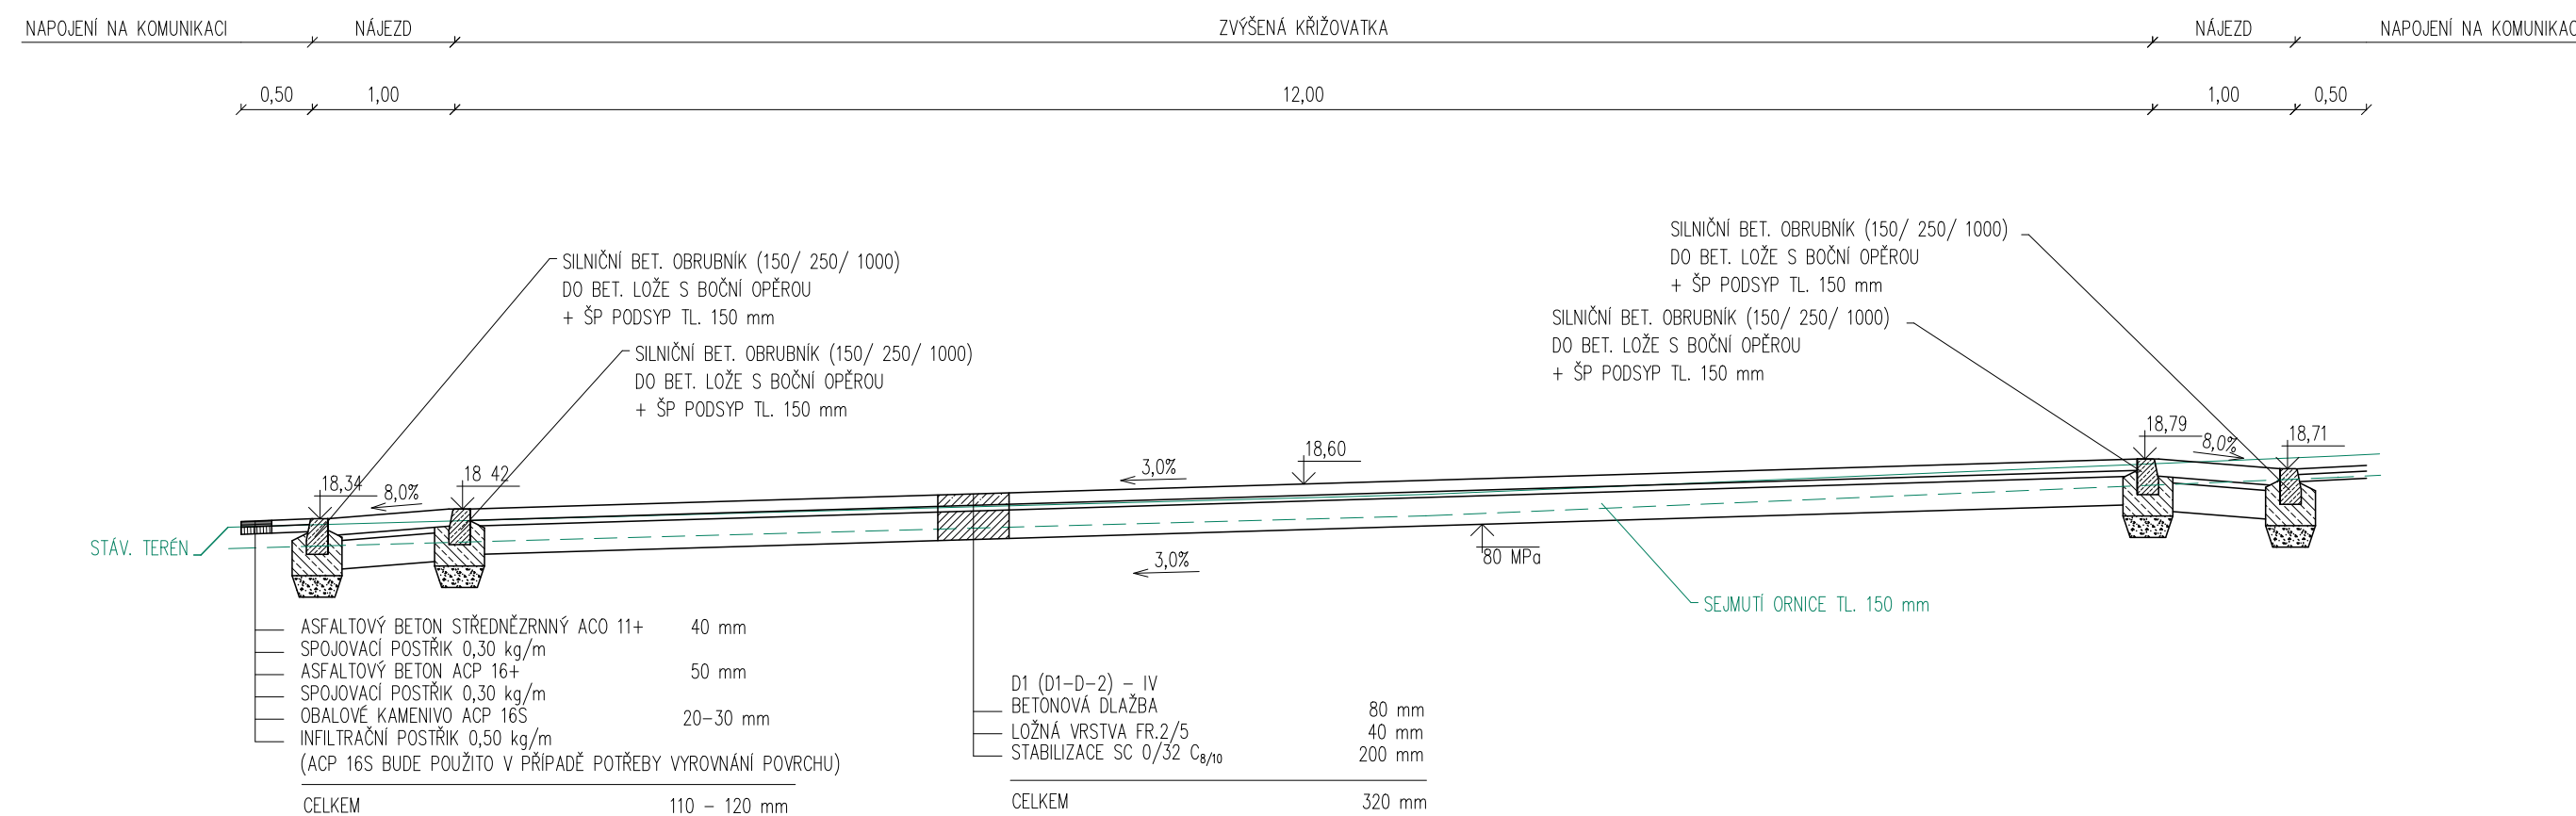 NAPOJENÍ NA KOMUNIKACI
NÁJEZD
ZVÝŠENÁ KŘIŽOVATKA
NÁJEZD
NAPOJENÍ NA KOMUNIKAC
0,50
1,00
12,00
1,00
0,50
SILNIČNÍ BET. OBRUBNÍK (150/ 250/ 1000)
DO BET. LOŽE S BOČNÍ OPĚROU
+ ŠP PODSYP TL. 150 mm
SILNIČNÍ BET. OBRUBNÍK (150/ 250/ 1000)
DO BET. LOŽE S BOČNÍ OPĚROU
+ ŠP PODSYP TL. 150 mm
SILNIČNÍ BET. OBRUBNÍK (150/ 250/ 1000)
DO BET. LOŽE S BOČNÍ OPĚROU
+ ŠP PODSYP TL. 150 mm
SILNIČNÍ BET. OBRUBNÍK (150/ 250/ 1000)
DO BET. LOŽE S BOČNÍ OPĚROU
+ ŠP PODSYP TL. 150 mm
18,34
8,0%
18 42
3,0%
18,60
18,79
8,0%
18,71
STÁV. TERÉN
3,0%
80 MPa
SEJMUTÍ ORNICE TL. 150 mm
ASFALTOVÝ BETON STŘEDNĚZRNNÝ ACO 11+ 40 mm
SPOJOVACÍ POSTŘIK 0,30 kg/m
ASFALTOVÝ BETON ACP 16+ 50 mm
SPOJOVACÍ POSTŘIK 0,30 kg/m
OBALOVÉ KAMENIVO ACP 16S 20-30 mm
INFILTRAČNÍ POSTŘIK 0,50 kg/m
(ACP 16S BUDE POUŽITO V PŘÍPADĚ POTŘEBY VYROVNÁNÍ POVRCHU)
CELKEM 110 - 120 mm
D1 (D1-D-2) - IV
BETONOVÁ DLAŽBA 80 mm
LOŽNÁ VRSTVA FR.2/5 40 mm
STABILIZACE SC 0/32 C8/10 200 mm
CELKEM 320 mm